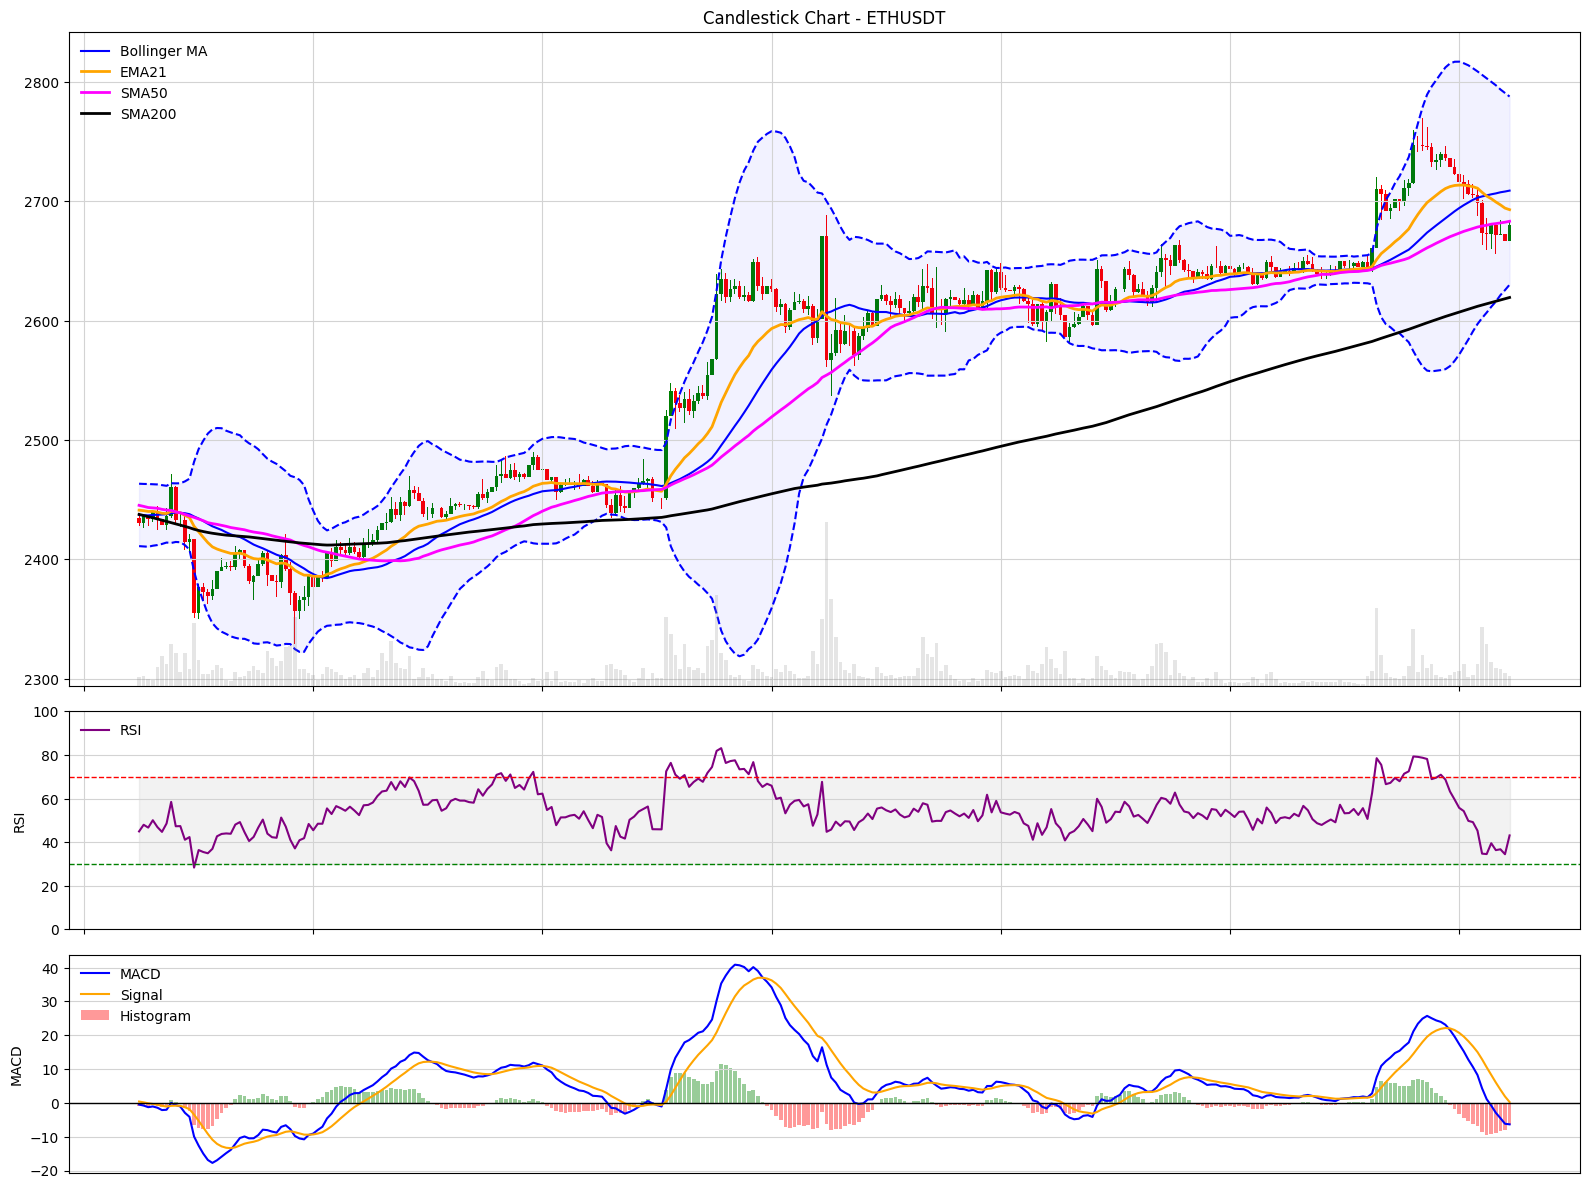 Candlestick Chart - ETHUSDT
Bollinger MA
EMA21
SMA50
SMA200
2800
2700
2600
2500
2400
2300
RSI
RSI
100
80
60
40
20
0
MACD
MACD
Signal
Histogram
40
30
20
10
0
−10
−20